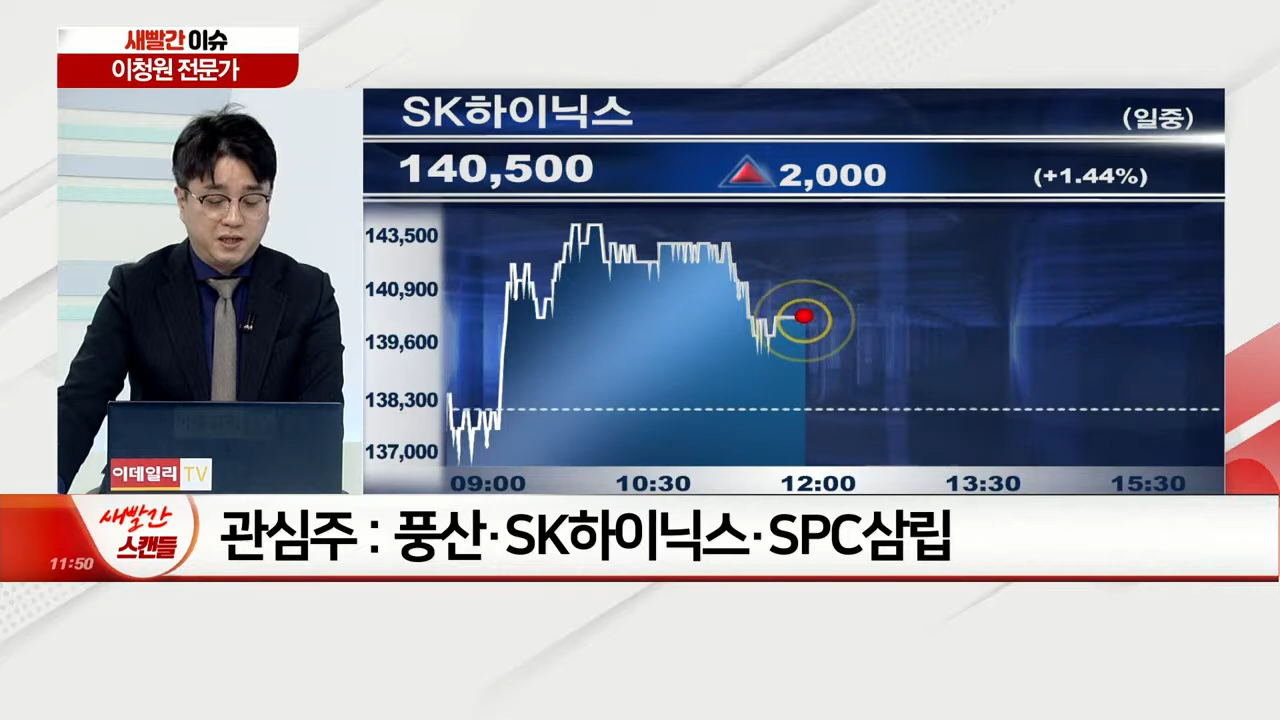 새빨간 이슈
이청원 전문가
SK하이닉스
(일중)
140,500
2,000
(+1.44%)
143,500
140,900
139,600
138,300
137,000
09:00
10:30
12:00
13:30
15:30
이데일리 TV
새빨간
스캔들
11:50
관심주 : 풍산·SK하이닉스·SPC삼립